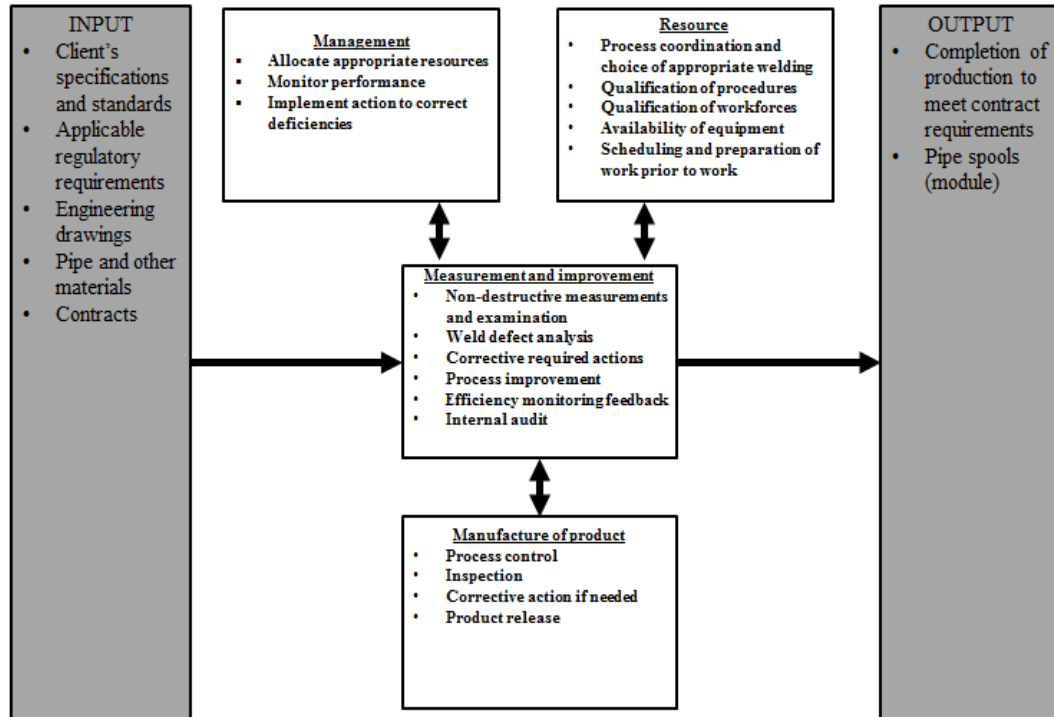 INPUT
• Client's
specifications
and standards
• Applicable
regulatory
requirements
• Engineering
drawings
• Pipe and other
materials
• Contracts
Management
▪ Allocate appropriate resources
▪ Monitor performance
▪ Implement action to correct
deficiencies
Resource
• Process coordination and
choice of appropriate welding
• Qualification of procedures
• Qualification of workforces
• Availability of equipment
• Scheduling and preparation of
work prior to work
Measurement and improvement
• Non-destructive measurements
and examination
• Weld defect analysis
• Corrective required actions
• Process improvement
• Efficiency monitoring feedback
• Internal audit
Manufacture of product
• Process control
• Inspection
• Corrective action if needed
• Product release
OUTPUT
• Completion of
production to
meet contract
requirements
• Pipe spools
(module)